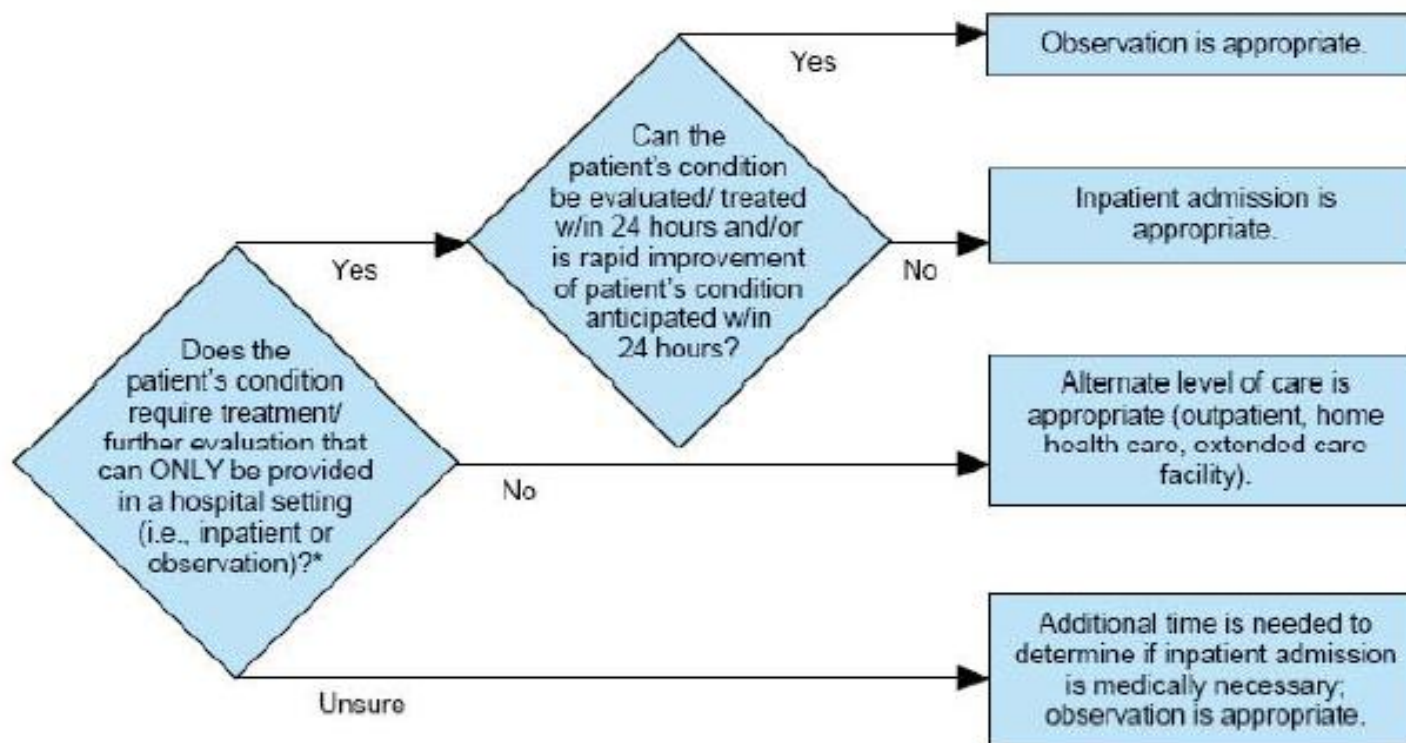 Does the
patient's condition
require treatment/
further evaluation that
can ONLY be provided
in a hospital setting
(i.e., inpatient or
observation)?*
Yes
No
Unsure
Can the
patient's condition
be evaluated/ treated
w/in 24 hours and/or
is rapid improvement
of patient's condition
anticipated w/in
24 hours?
Yes
No
Observation is appropriate.
Inpatient admission is
appropriate.
Alternate level of care is
appropriate (outpatient, home
health care, extended care
facility).
Additional time is needed to
determine if inpatient admission
is medically necessary;
observation is appropriate.